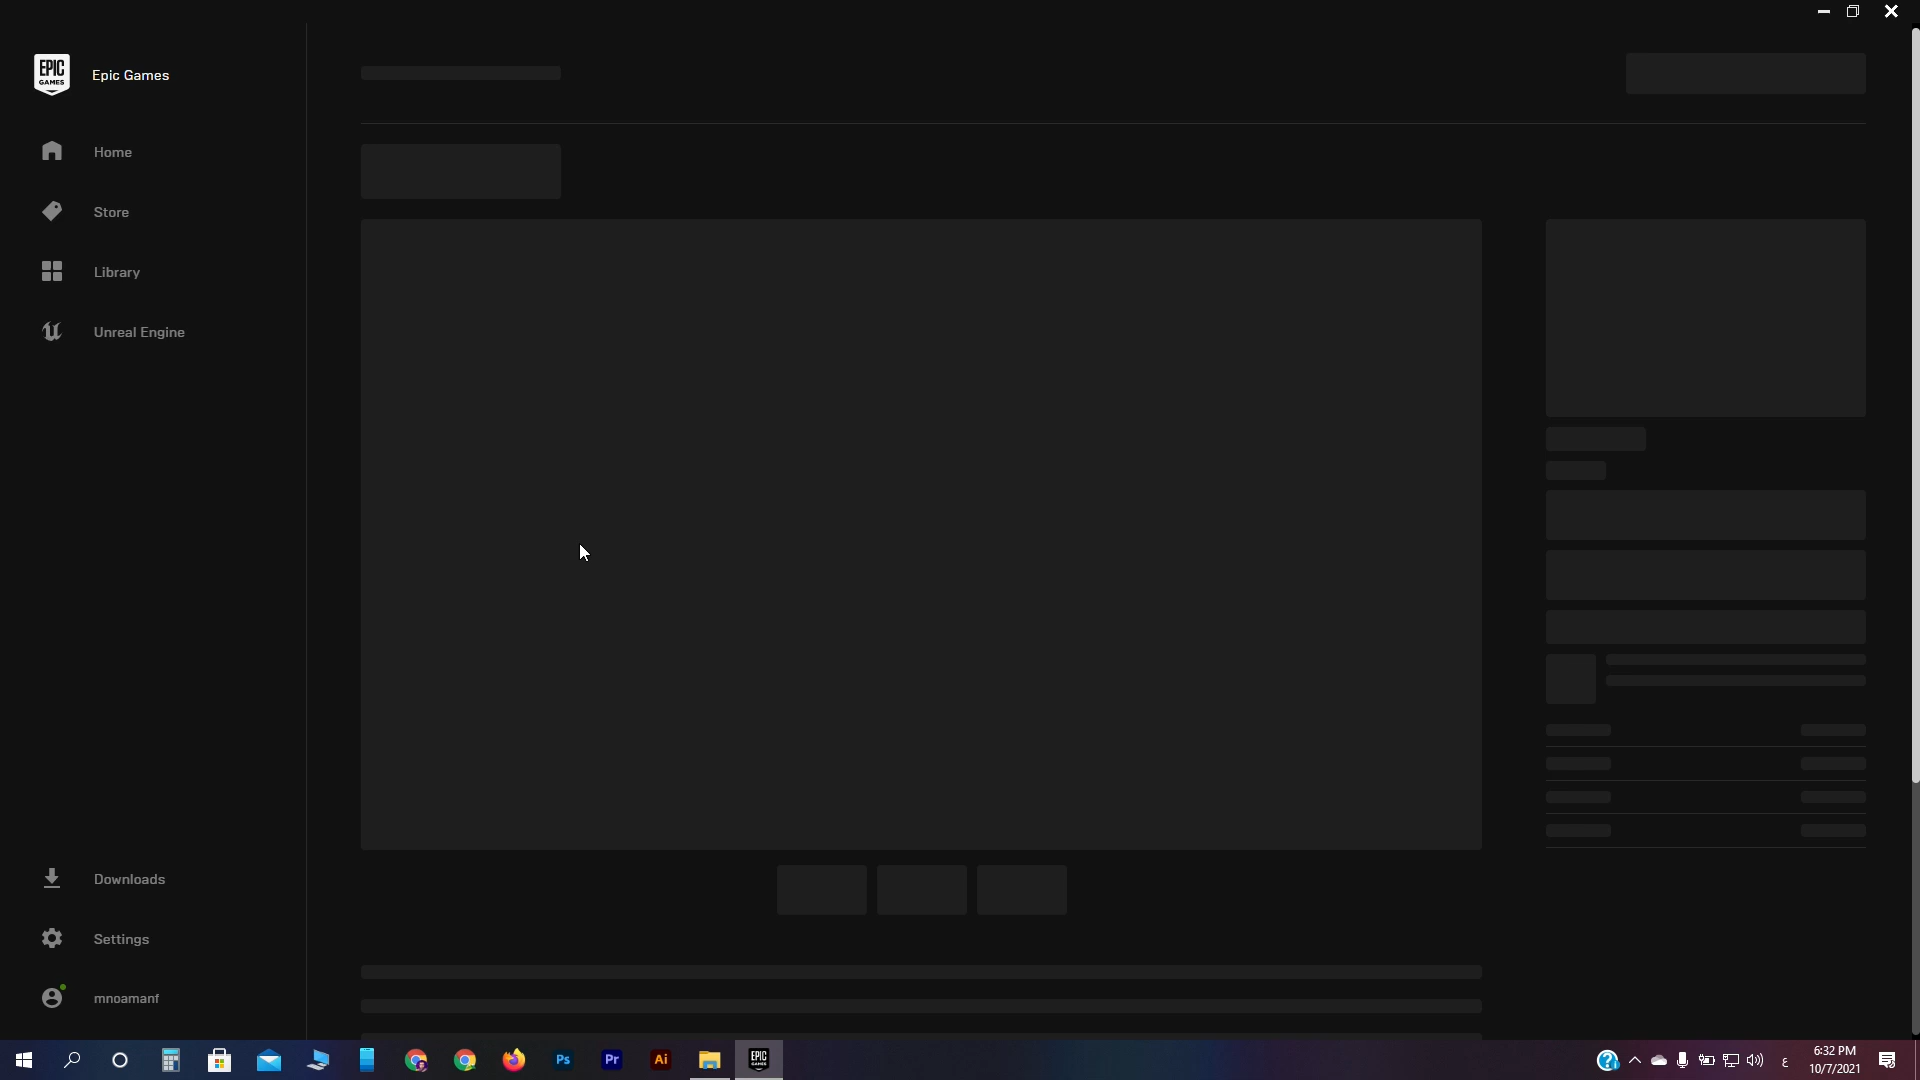 EPIC
GAMES
Epic Games
Home
Store
Library
Unreal Engine
Downloads
Settings
mnoamanf
Ps
Pr
Ai
EPIC
GAMES
ع
6:32 PM
10/7/2021